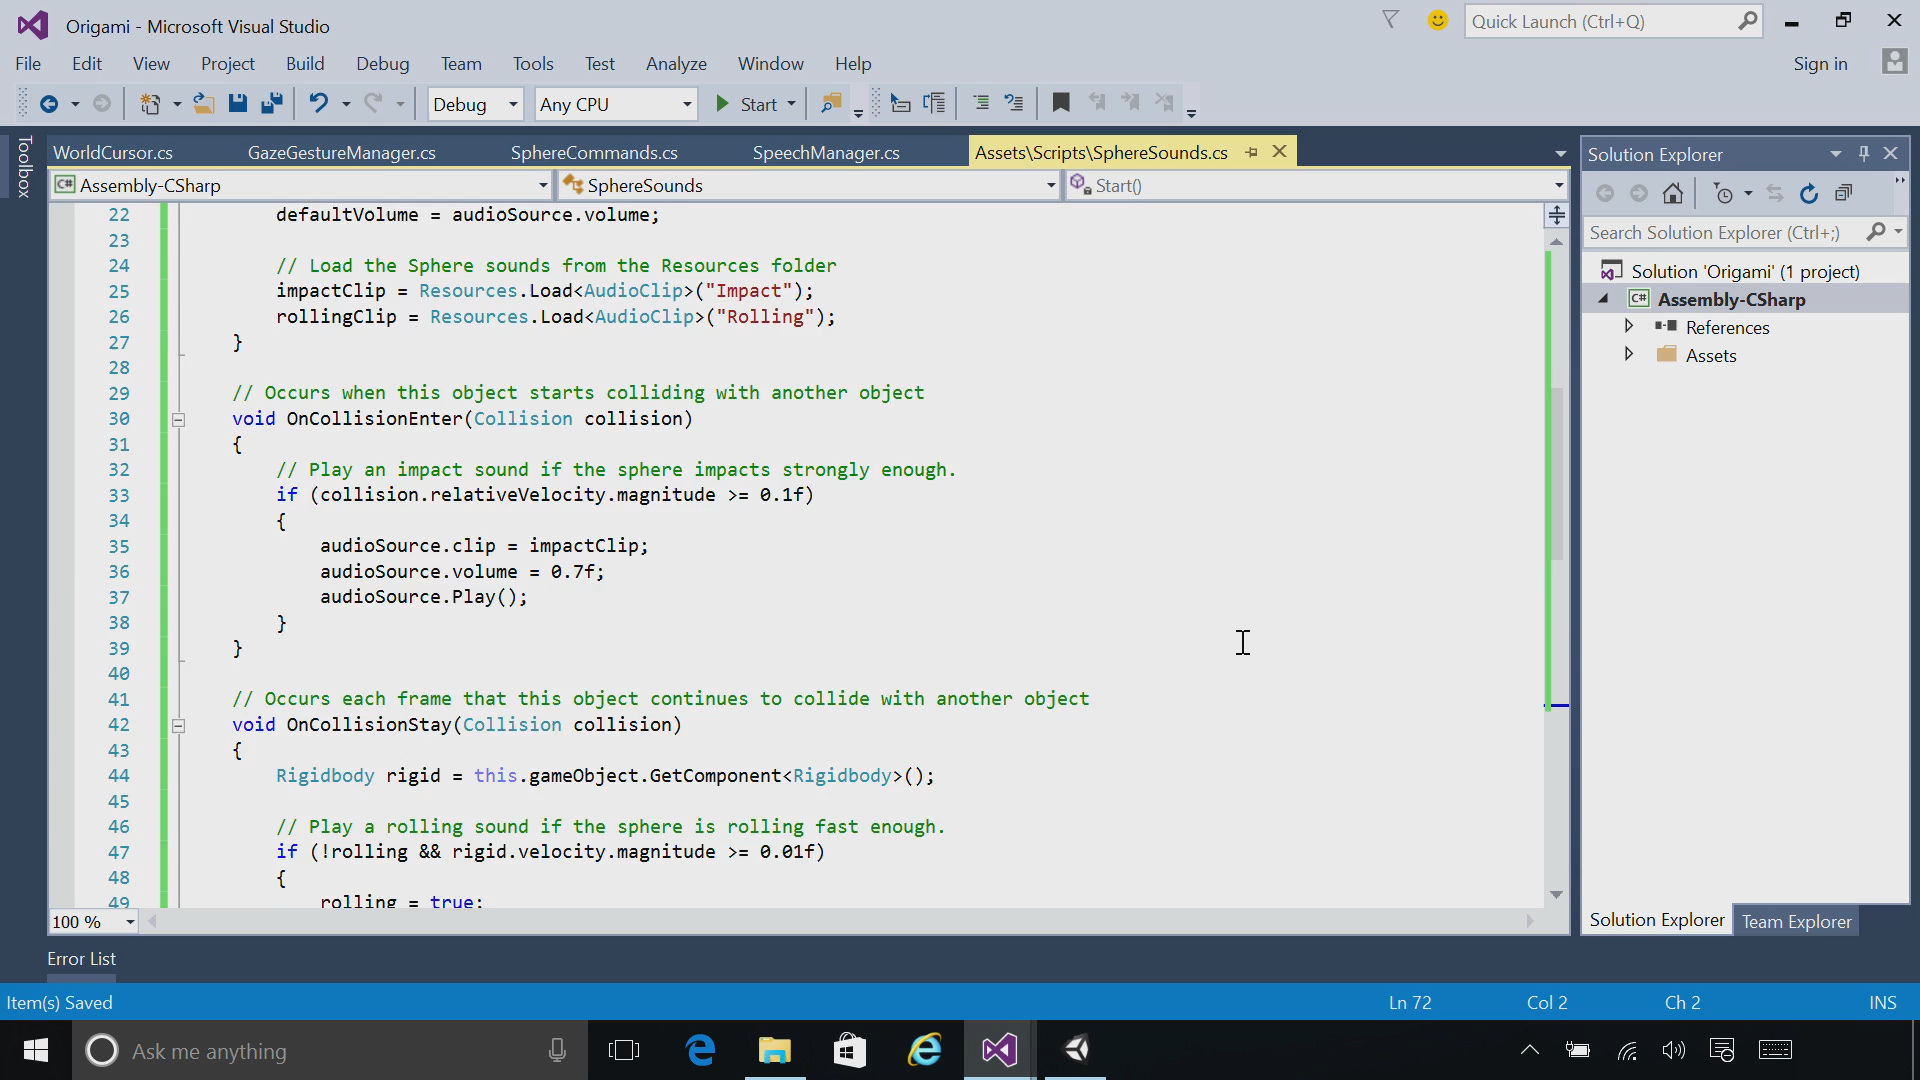 Origami - Microsoft Visual Studio
Quick Launch (Ctrl+Q)
File Edit View Project Build Debug Team Tools Test Analyze Window Help
Sign in
Debug
Any CPU
Start
Toolbox
WorldCursor.cs
GazeGestureManager.cs
SphereCommands.cs
SpeechManager.cs
Assets\Scripts\SphereSounds.cs
C# Assembly-CSharp
SphereSounds
Start()
22 defaultVolume = audioSource.volume;
23
24 // Load the Sphere sounds from the Resources folder
25 impactClip = Resources.Load<AudioClip>("Impact");
26 rollingClip = Resources.Load<AudioClip>("Rolling");
27 }
28
29 // Occurs when this object starts colliding with another object
30 void OnCollisionEnter(Collision collision)
31 {
32 // Play an impact sound if the sphere impacts strongly enough.
33 if (collision.relativeVelocity.magnitude >= 0.1f)
34 {
35 audioSource.clip = impactClip;
36 audioSource.volume = 0.7f;
37 audioSource.Play();
38 }
39 }
40
41 // Occurs each frame that this object continues to collide with another object
42 void OnCollisionStay(Collision collision)
43 {
44 Rigidbody rigid = this.gameObject.GetComponent<Rigidbody>();
45
46 // Play a rolling sound if the sphere is rolling fast enough.
47 if (!rolling && rigid.velocity.magnitude >= 0.01f)
48 {
49 rolling = true;
100 %
Solution Explorer
Search Solution Explorer (Ctrl+;)
Solution 'Origami' (1 project)
C# Assembly-CSharp
References
Assets
Solution Explorer
Team Explorer
Error List
Item(s) Saved
Ln 72
Col 2
Ch 2
INS
Ask me anything